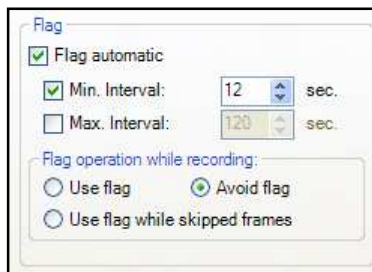 Flag
Flag automatic
Min. Interval: 12 sec.
Max. Interval: 120 sec.
Flag operation while recording:
Use flag Avoid flag
Use flag while skipped frames